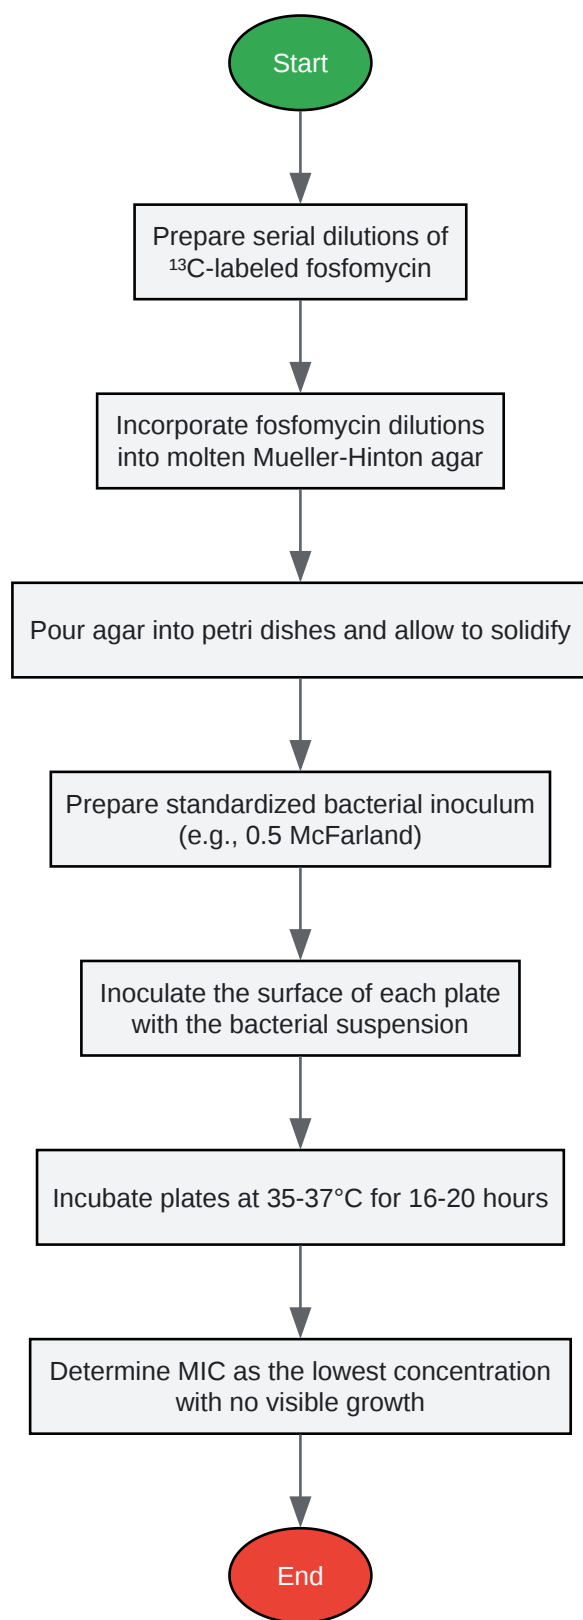 Start
Prepare serial dilutions of
¹³C-labeled fosfomycin
Incorporate fosfomycin dilutions
into molten Mueller-Hinton agar
Pour agar into petri dishes and allow to solidify
Prepare standardized bacterial inoculum
(e.g., 0.5 McFarland)
Inoculate the surface of each plate
with the bacterial suspension
Incubate plates at 35-37°C for 16-20 hours
Determine MIC as the lowest concentration
with no visible growth
End